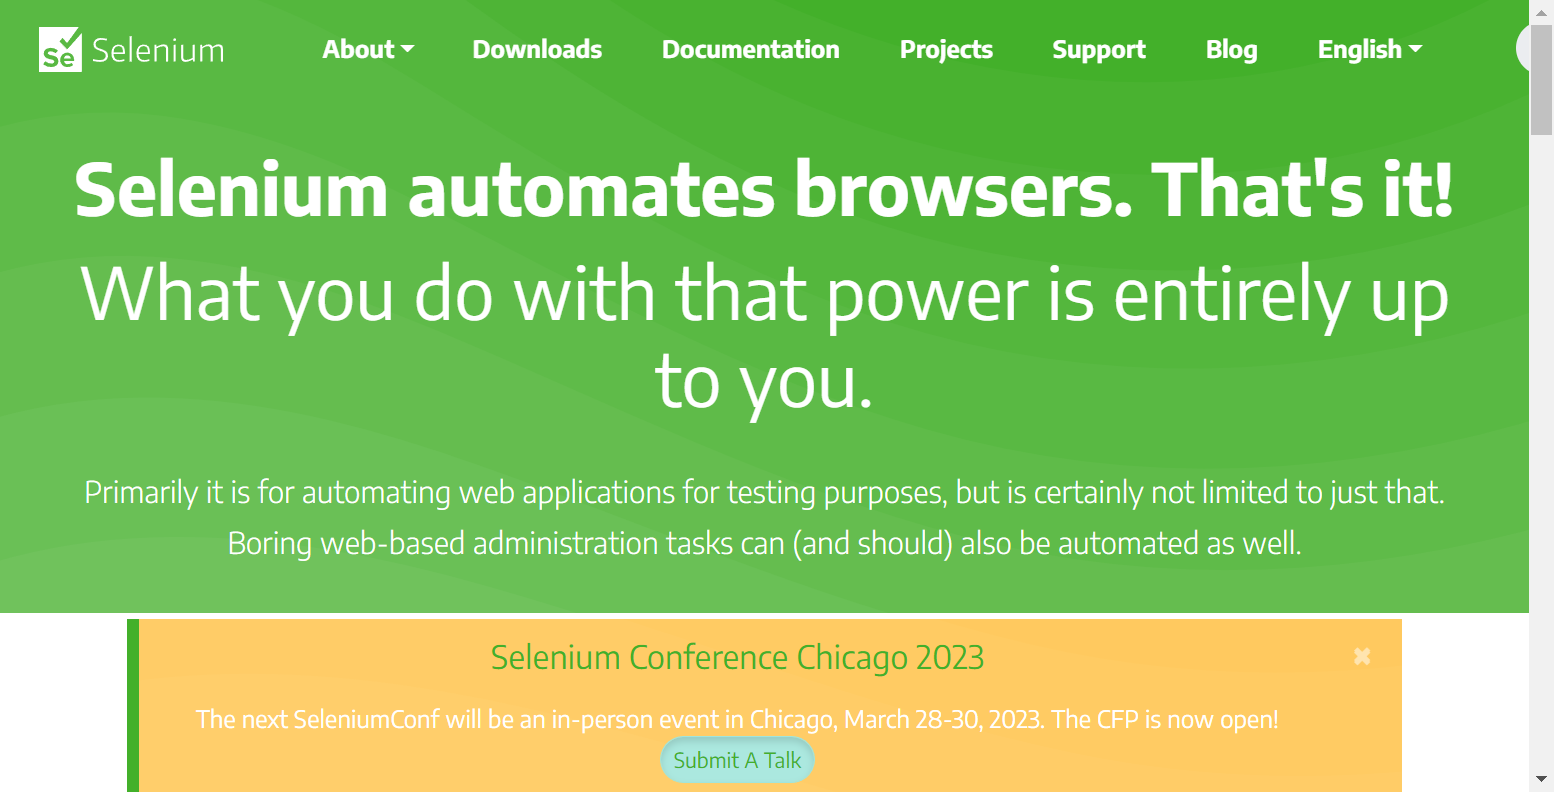 Se Selenium
About
Downloads
Documentation
Projects
Support
Blog
English
Selenium automates browsers. That's it!
What you do with that power is entirely up
to you.
Primarily it is for automating web applications for testing purposes, but is certainly not limited to just that.
Boring web-based administration tasks can (and should) also be automated as well.
Selenium Conference Chicago 2023
The next SeleniumConf will be an in-person event in Chicago, March 28-30, 2023. The CFP is now open!
Submit A Talk